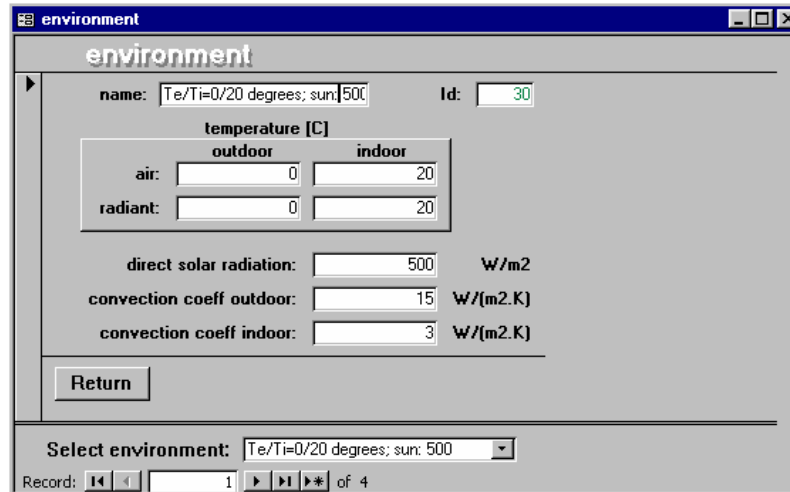 environment
environment
name: Te/Ti=0/20 degrees; sun: 500 Id: 30
temperature [C]
outdoor indoor
air: 0 20
radiant: 0 20
direct solar radiation: 500 W/m2
convection coeff outdoor: 15 W/(m2.K)
convection coeff indoor: 3 W/(m2.K)
Return
Select environment: Te/Ti=0/20 degrees; sun: 500
Record: 1 of 4